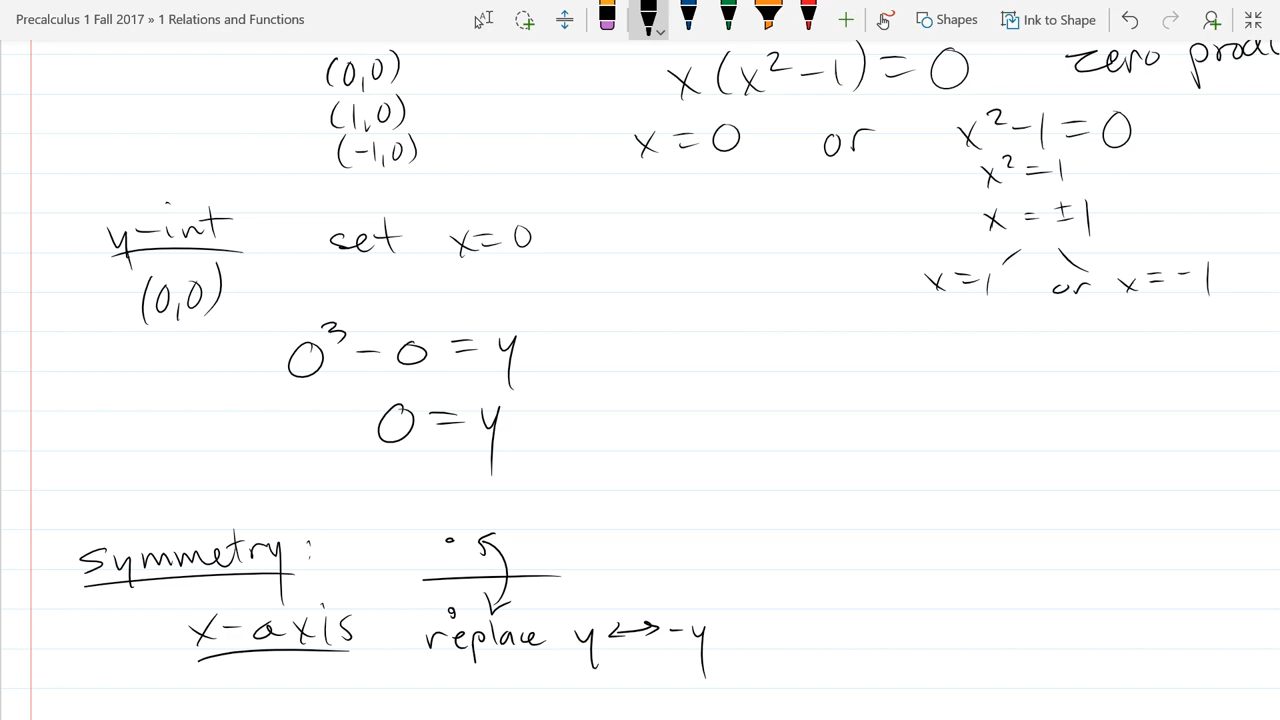 Precalculus 1 Fall 2017 » 1 Relations and Functions
Shapes
Ink to Shape
(0,0)
(1,0)
(-1,0)
x(x²-1)=0
zero
x=0 or x²-1=0
x²=1
x = ±1
x=1 or x=-1
y-int set x=0
(0,0)
0³-0=y
0=y
symmetry:
x-axis replace y↔-y